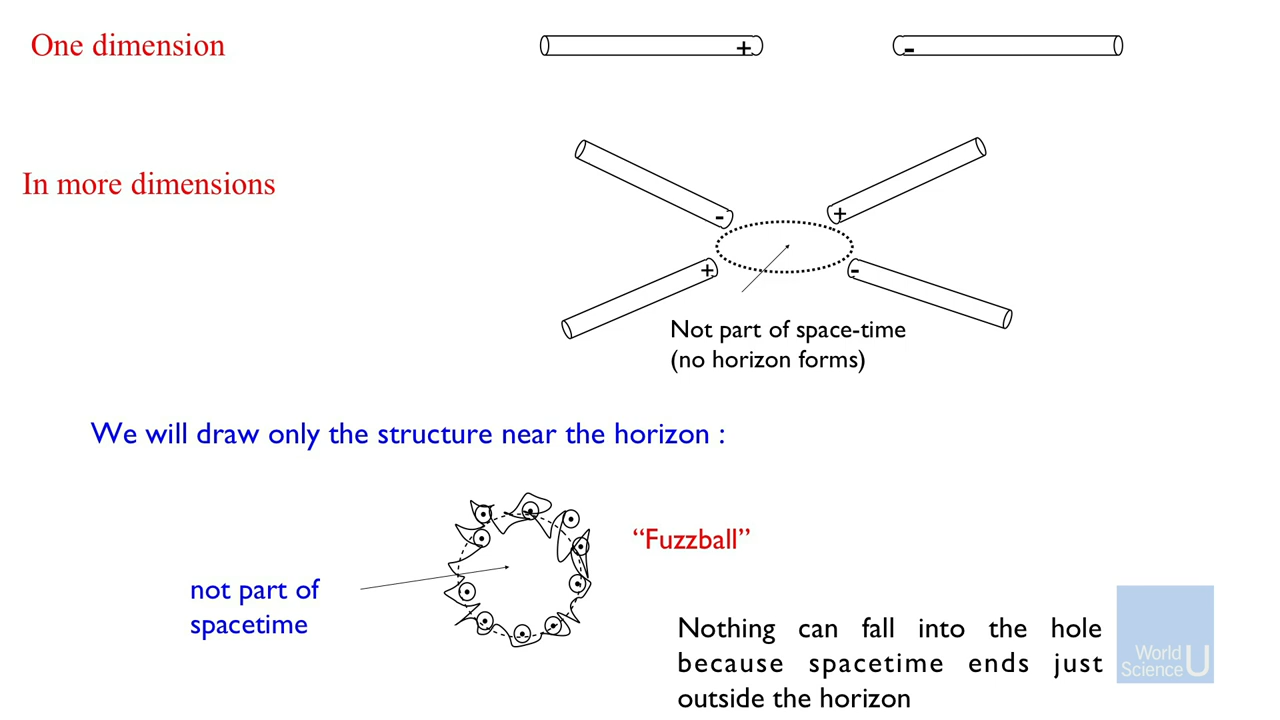 One dimension
+
-
In more dimensions
-
+
+
-
Not part of space-time
(no horizon forms)
We will draw only the structure near the horizon :
"Fuzzball"
not part of
spacetime
Nothing can fall into the hole
because spacetime ends just
outside the horizon
World
Science U